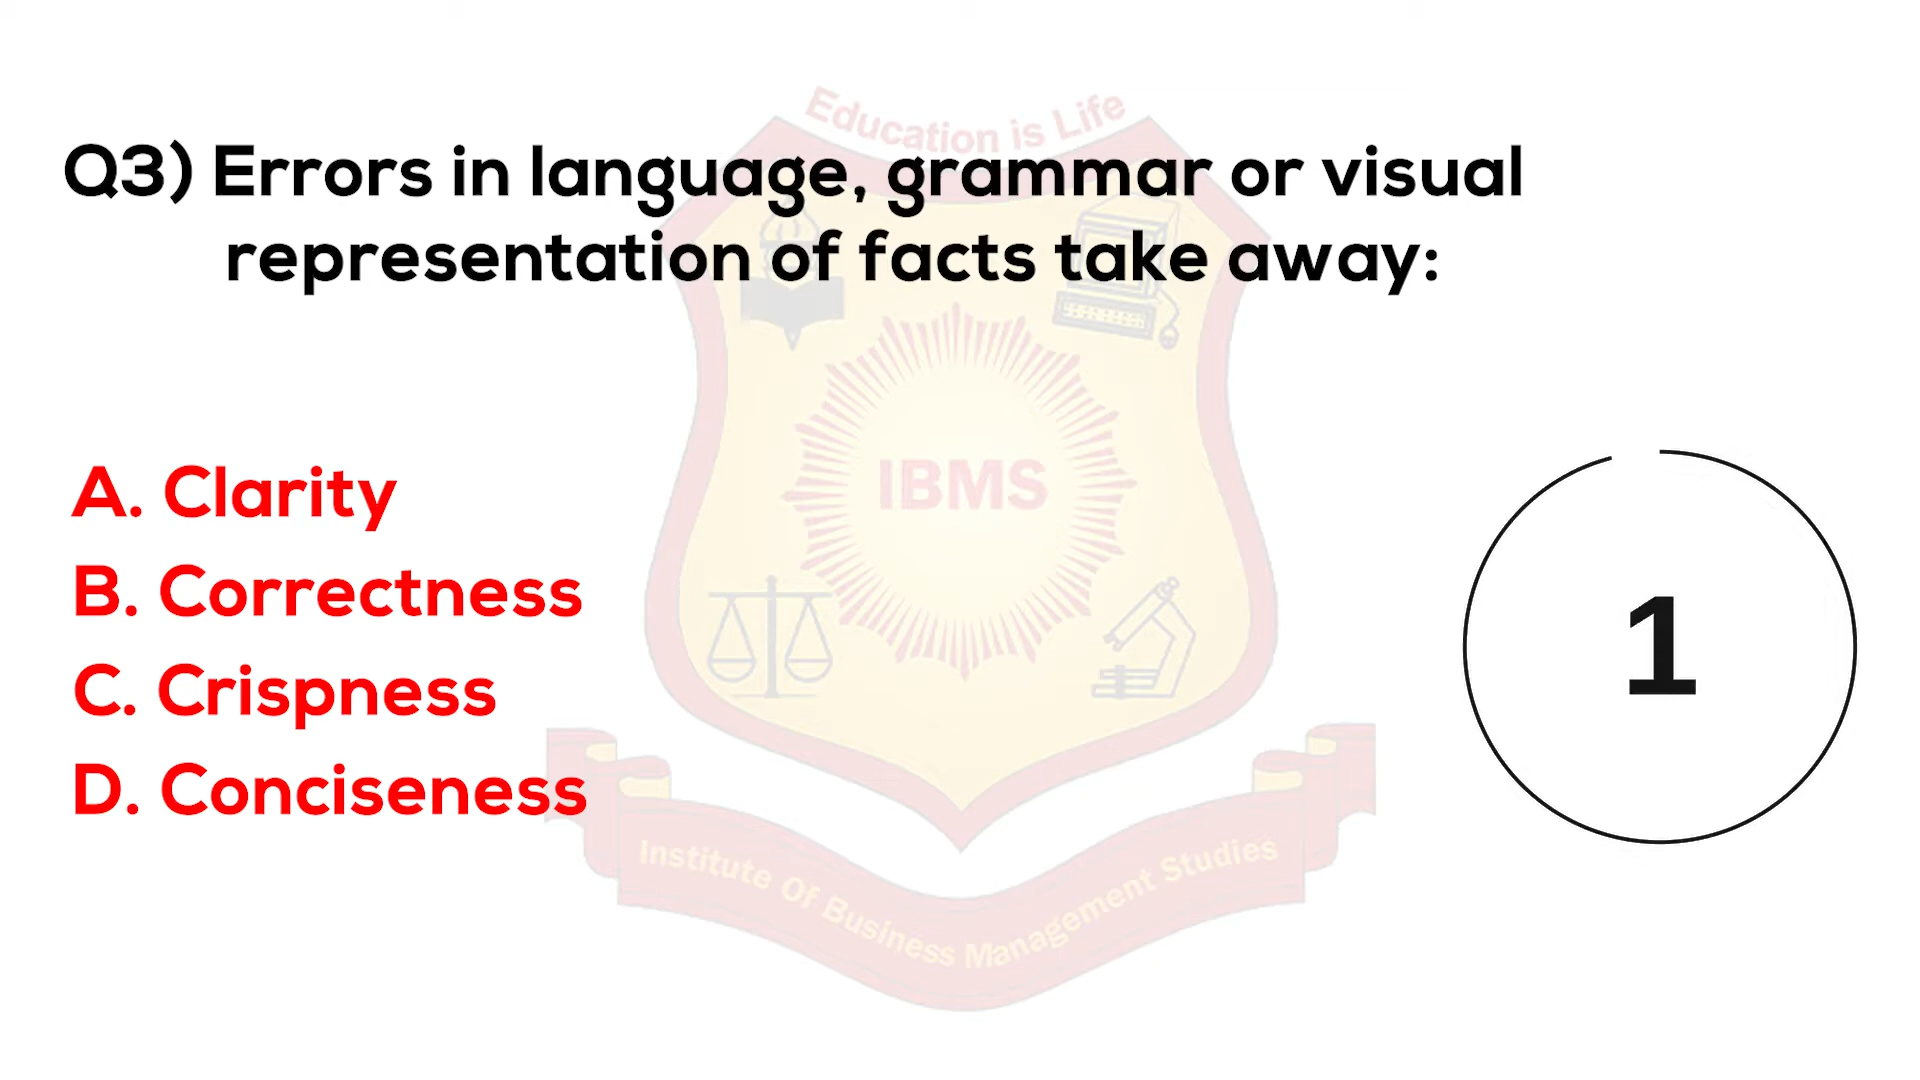 Education is Life
Q3) Errors in language, grammar or visual
representation of facts take away:
IBMS
A. Clarity
B. Correctness
C. Crispness
D. Conciseness
1
Institute Of Business Management Studies